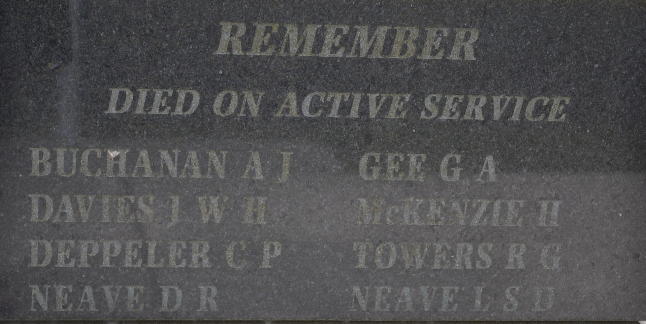 REMEMBER
DIED ON ACTIVE SERVICE
BUCHANAN A J GEE G A
DAVIES J W H McKENZIE H
DEPPELER C P TOWERS R G
NEAVE D R NEAVE L S D